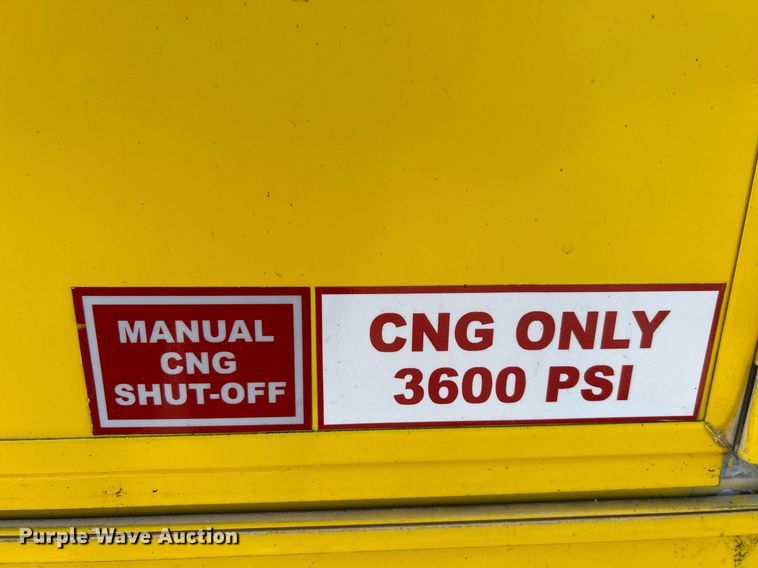 MANUAL
CNG
SHUT-OFF
CNG ONLY
3600 PSI
Purple Wave Auction